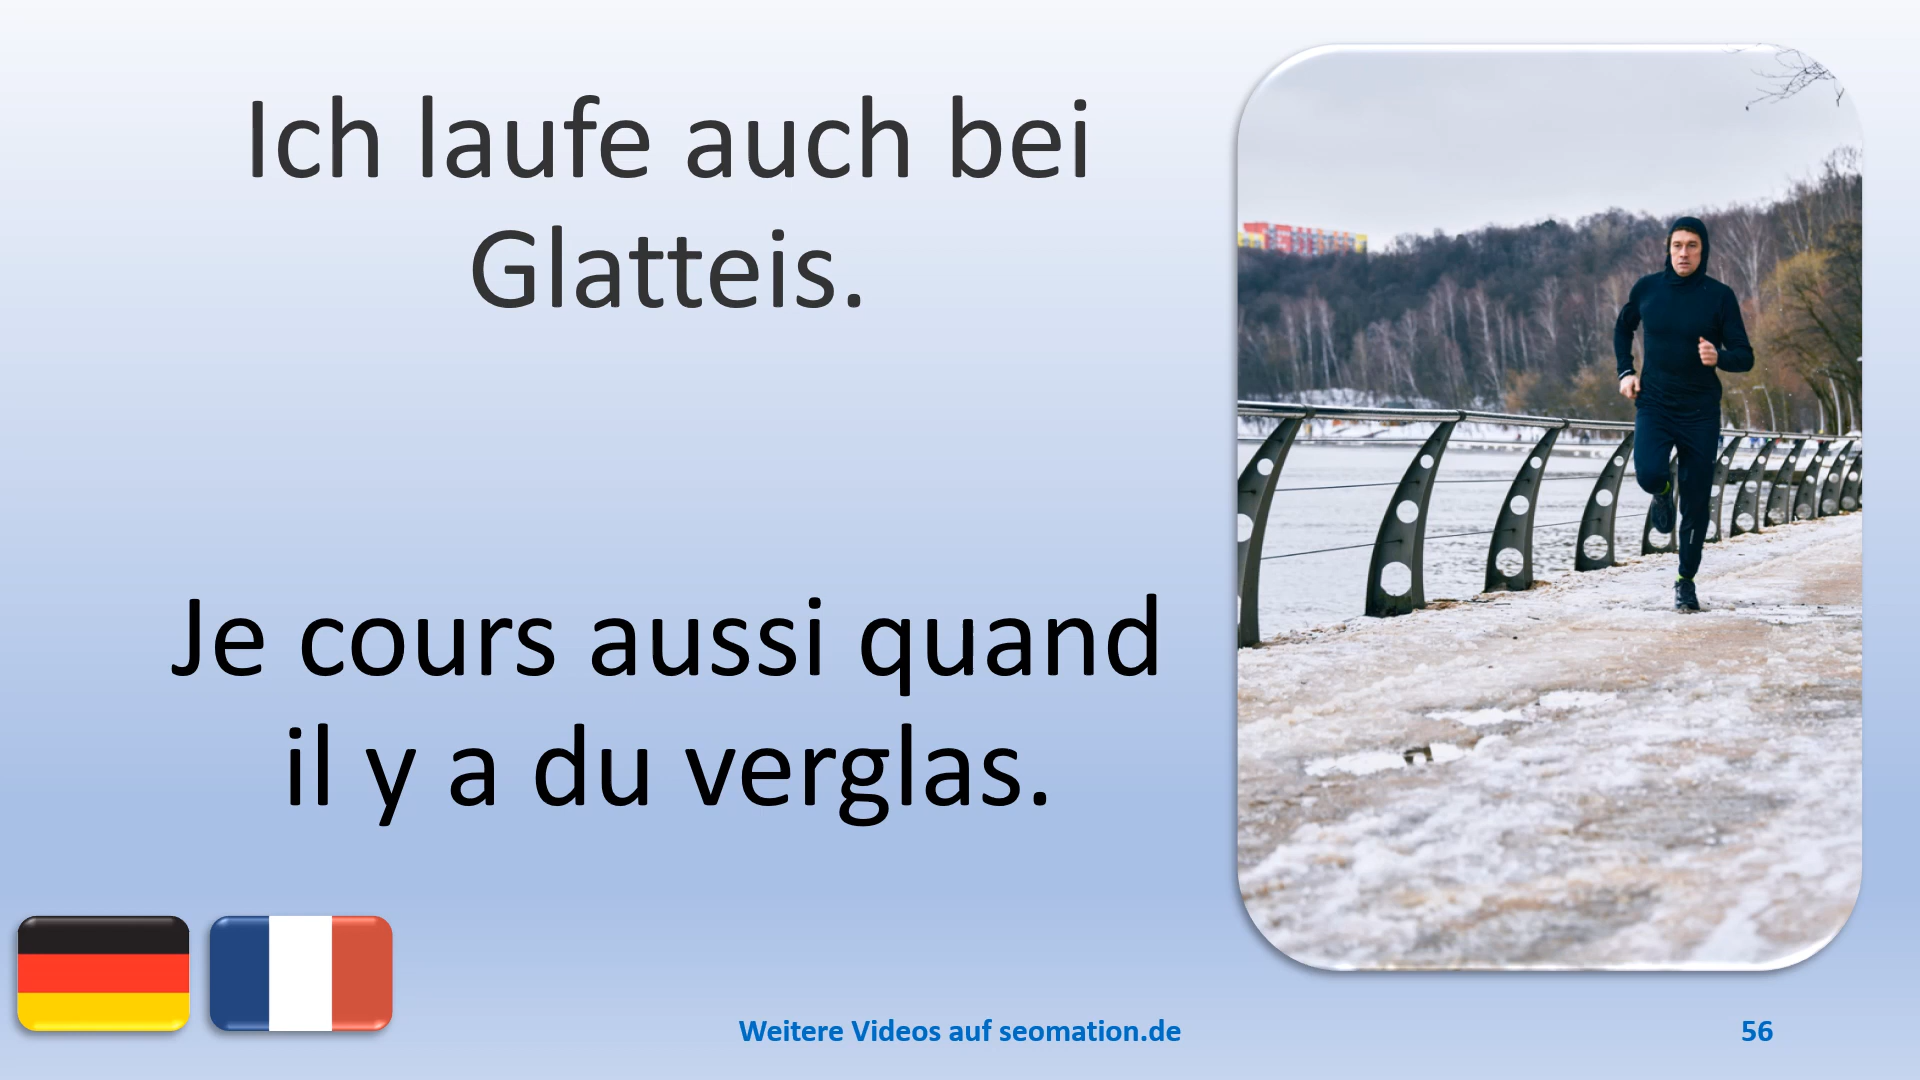 Ich laufe auch bei
Glatteis.
Je cours aussi quand
il y a du verglas.
Weitere Videos auf seomation.de
56